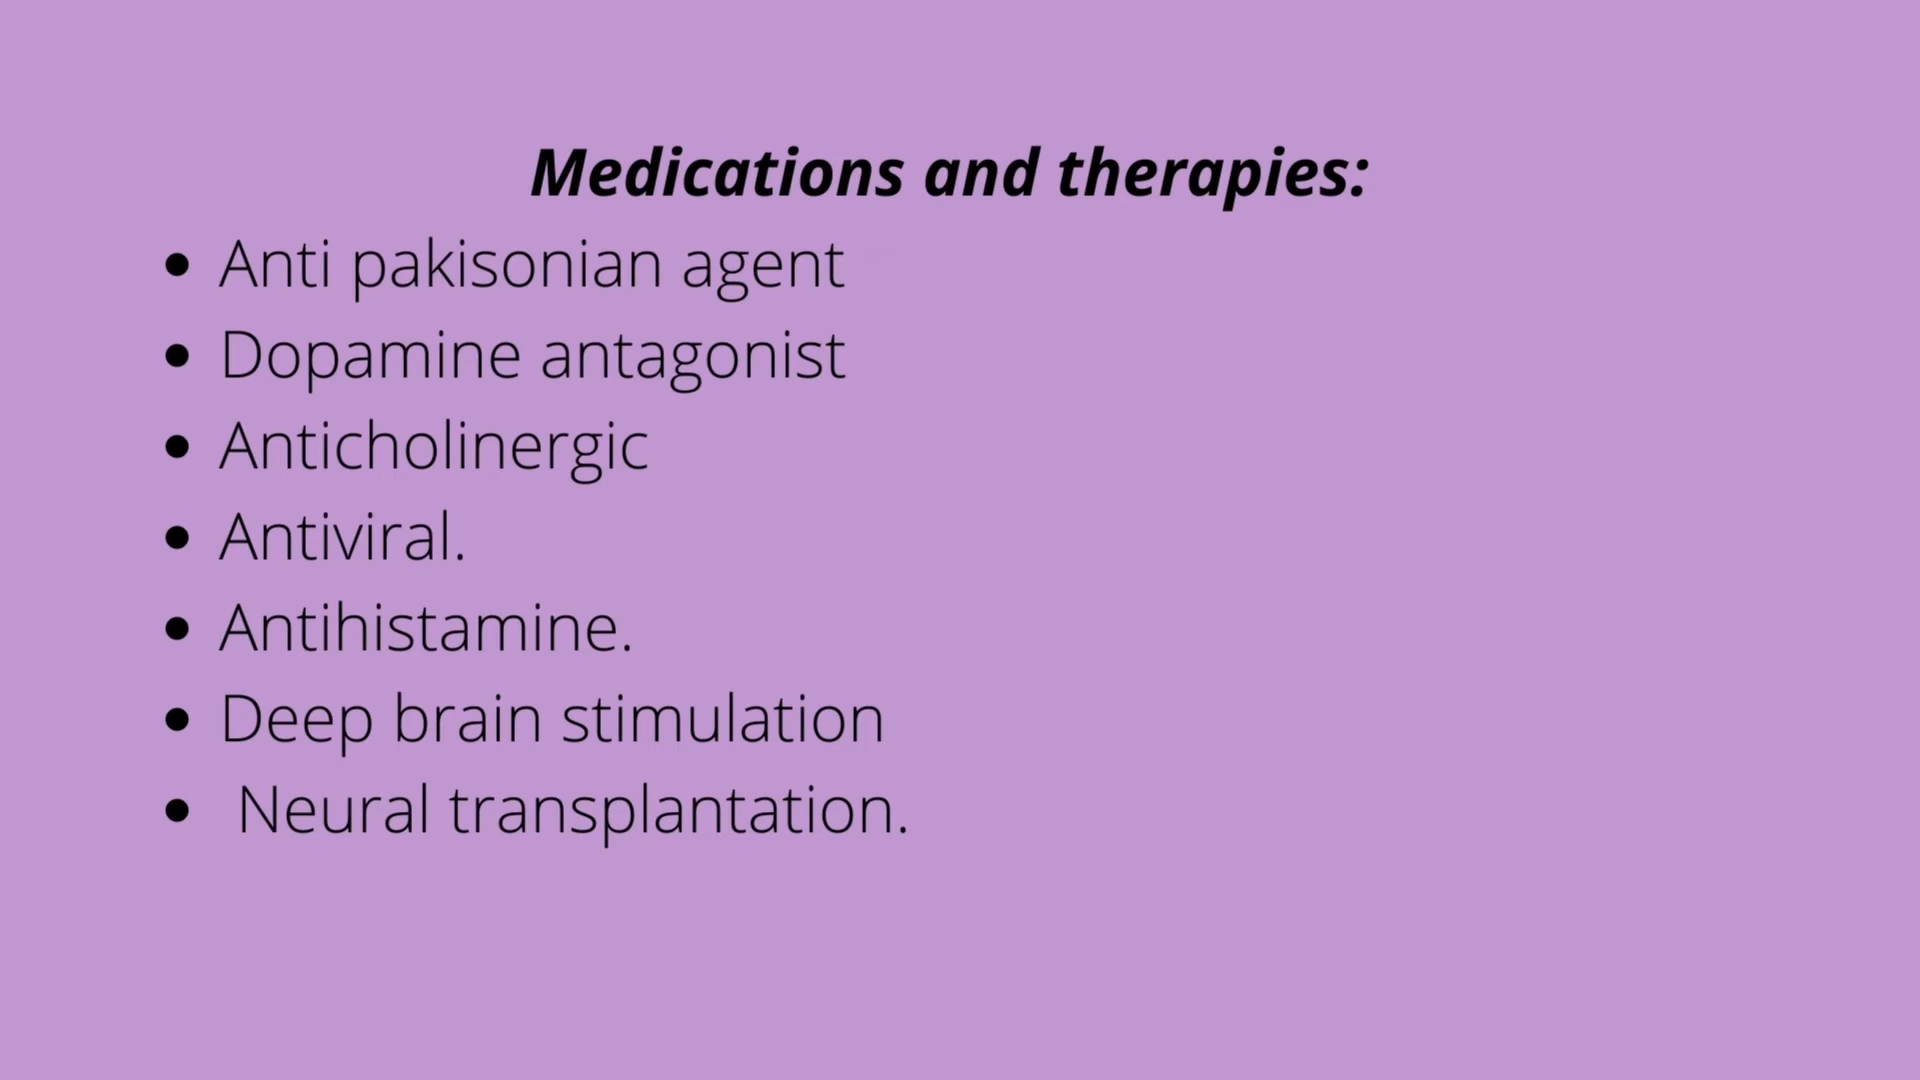 Medications and therapies:
• Anti pakisonian agent
• Dopamine antagonist
• Anticholinergic
• Antiviral.
• Antihistamine.
• Deep brain stimulation
• Neural transplantation.